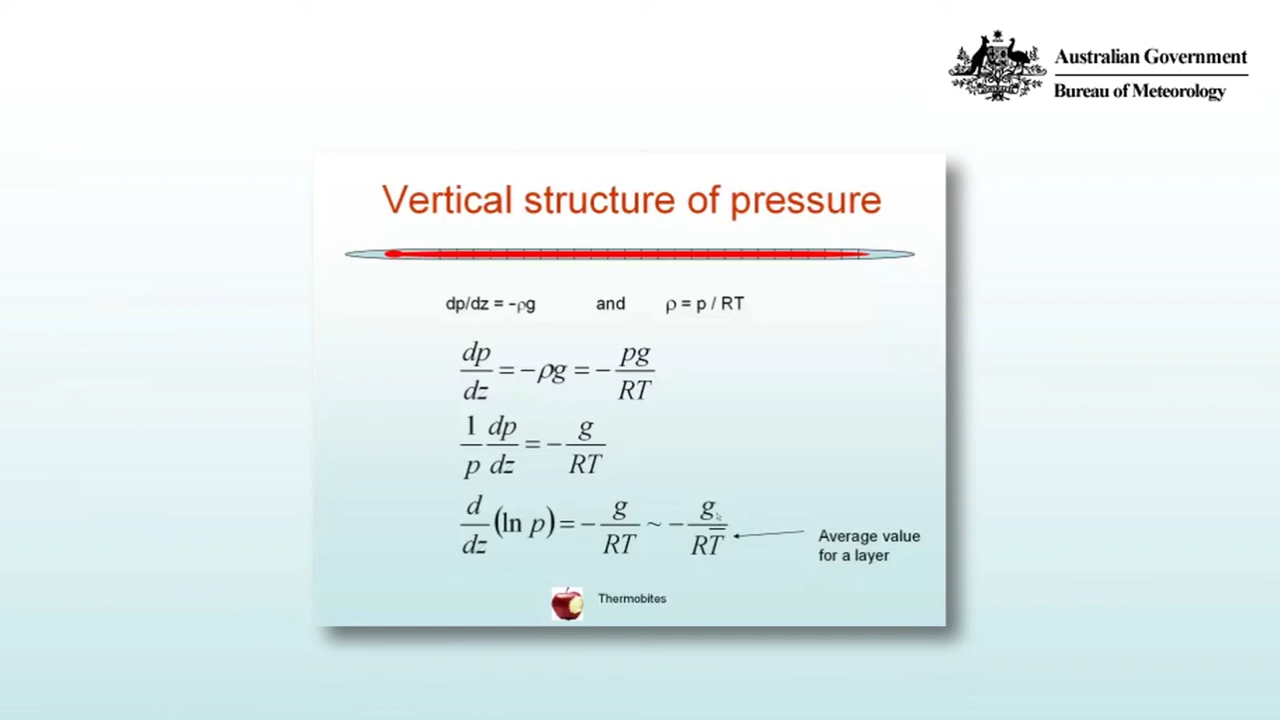 Australian Government
Bureau of Meteorology
Vertical structure of pressure
dp/dz = -ρg and ρ = p / RT
dp/dz = −ρg = − pg/RT
1/p dp/dz = − g/RT
d/dz (ln p) = − g/RT ~ − g/RT̅
Average value
for a layer
Thermobites